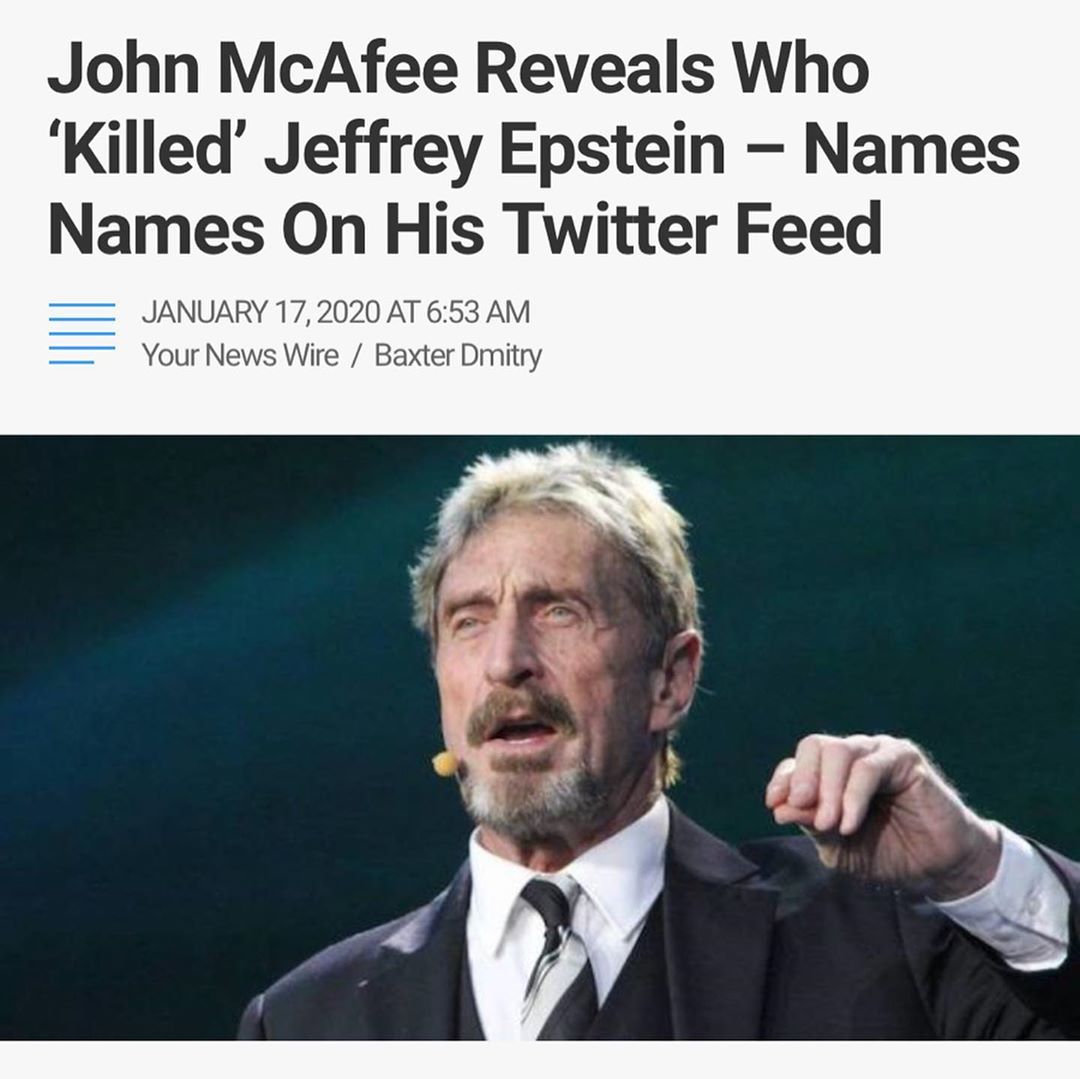 John McAfee Reveals Who
‘Killed’ Jeffrey Epstein – Names
Names On His Twitter Feed
JANUARY 17, 2020 AT 6:53 AM
Your News Wire / Baxter Dmitry